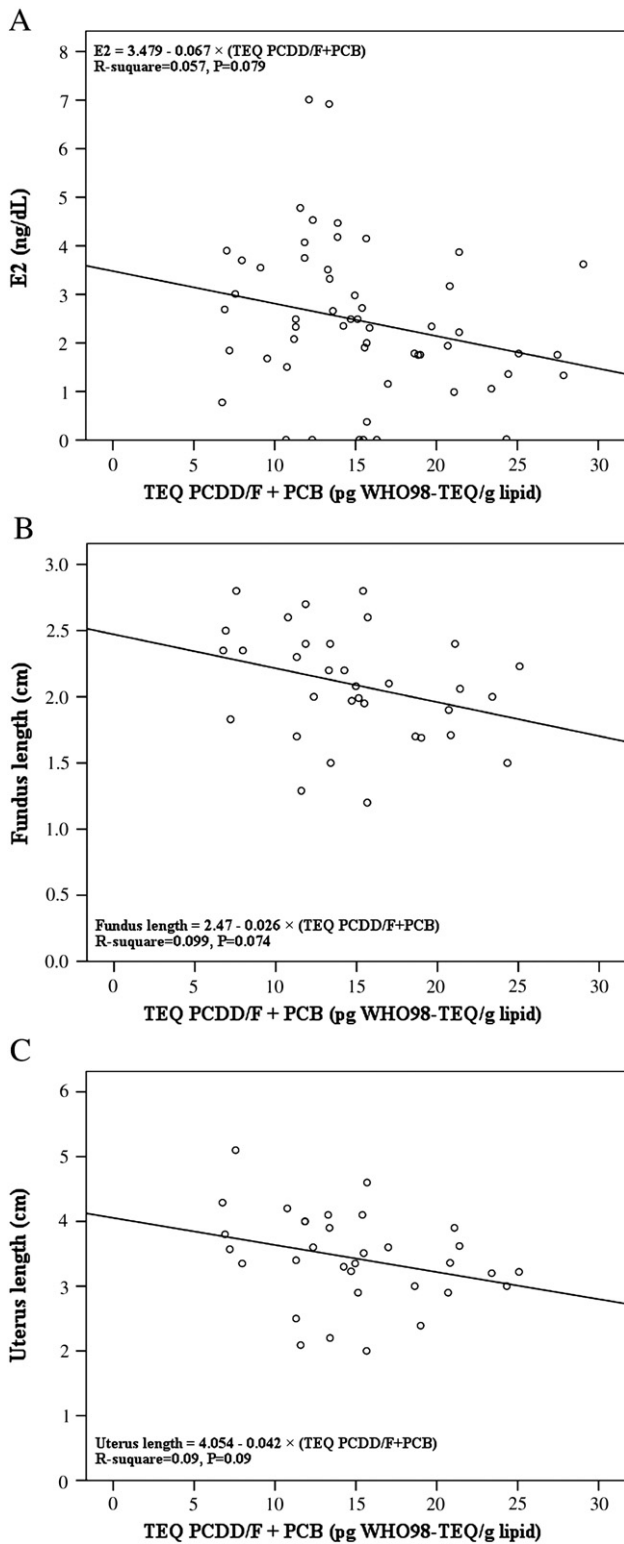 A
E2 = 3.479 - 0.067 × (TEQ PCDD/F+PCB)
R-suquare=0.057, P=0.079
8
7
6
5
4
3
2
1
0
E2 (ng/dL)
0 5 10 15 20 25 30
TEQ PCDD/F + PCB (pg WHO98-TEQ/g lipid)
B
3.0
2.5
2.0
1.5
1.0
0.5
0.0
Fundus length (cm)
Fundus length = 2.47 - 0.026 × (TEQ PCDD/F+PCB)
R-suquare=0.099, P=0.074
0 5 10 15 20 25 30
TEQ PCDD/F + PCB (pg WHO98-TEQ/g lipid)
C
6
5
4
3
2
1
0
Uterus length (cm)
Uterus length = 4.054 - 0.042 × (TEQ PCDD/F+PCB)
R-suquare=0.09, P=0.09
0 5 10 15 20 25 30
TEQ PCDD/F + PCB (pg WHO98-TEQ/g lipid)